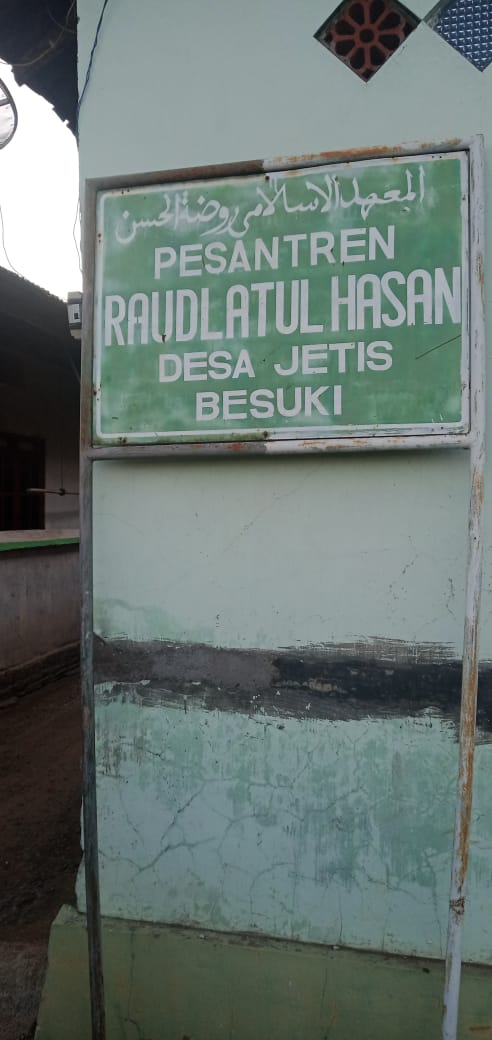 المعهد الاسلامي روضة الحسن
PESANTREN
RAUDLATUL HASAN
DESA JETIS
BESUKI